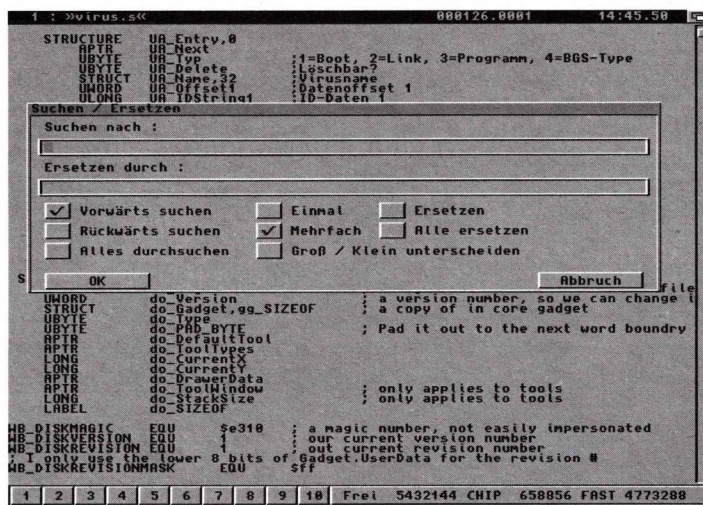 1 : »virus.s« 000126.0001 14:45.50
STRUCTURE UA_Entry,0
APTR UA_Next
UBYTE UA_Typ ;1=Boot, 2=Link, 3=Programm, 4=BGS-Type
UBYTE UA_Delete ;Löschbar?
STRUCT UA_Name,32 ;Virusname
UWORD UA_Offset1 ;Datenoffset 1
ULONG UA_IDString1 ;ID-Daten 1
Suchen / Ersetzen
Suchen nach :
Ersetzen durch :
Vorwärts suchen Einmal Ersetzen
Rückwärts suchen Mehrfach Alle ersetzen
Alles durchsuchen Groß / Klein unterscheiden
S OK Abbruch file
UWORD do_Version ; a version number, so we can change i
STRUCT do_Gadget,gg_SIZEOF ; a copy of in core gadget
UBYTE do_Type
UBYTE do_PAD_BYTE ; Pad it out to the next word boundry
APTR do_DefaultTool
APTR do_ToolTypes
LONG do_CurrentX
LONG do_CurrentY
APTR do_DrawerData
APTR do_ToolWindow ; only applies to tools
LONG do_StackSize ; only applies to tools
LABEL do_SIZEOF
WB_DISKMAGIC EQU $e310 ; a magic number, not easily impersonated
WB_DISKVERSION EQU 1 ; our current version number
WB_DISKREVISION EQU 1 ; out current revision number
; I only use the lower 8 bits of Gadget.UserData for the revision #
WB_DISKREVISIONMASK EQU $ff
1 2 3 4 5 6 7 8 9 10 Frei 5432144 CHIP 658856 FAST 4773288